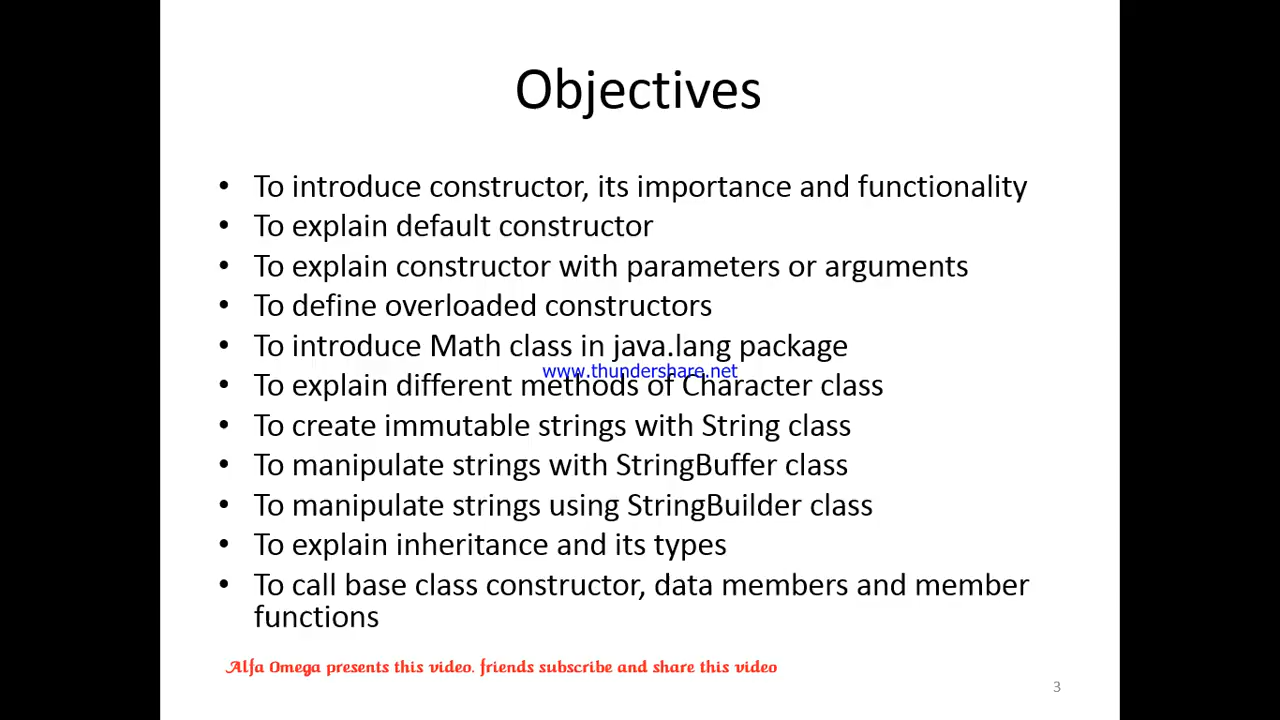 Objectives
• To introduce constructor, its importance and functionality
• To explain default constructor
• To explain constructor with parameters or arguments
• To define overloaded constructors
• To introduce Math class in java.lang package
www.thundershare.net
• To explain different methods of Character class
• To create immutable strings with String class
• To manipulate strings with StringBuffer class
• To manipulate strings using StringBuilder class
• To explain inheritance and its types
• To call base class constructor, data members and member
functions
Alfa Omega presents this video. friends subscribe and share this video
3